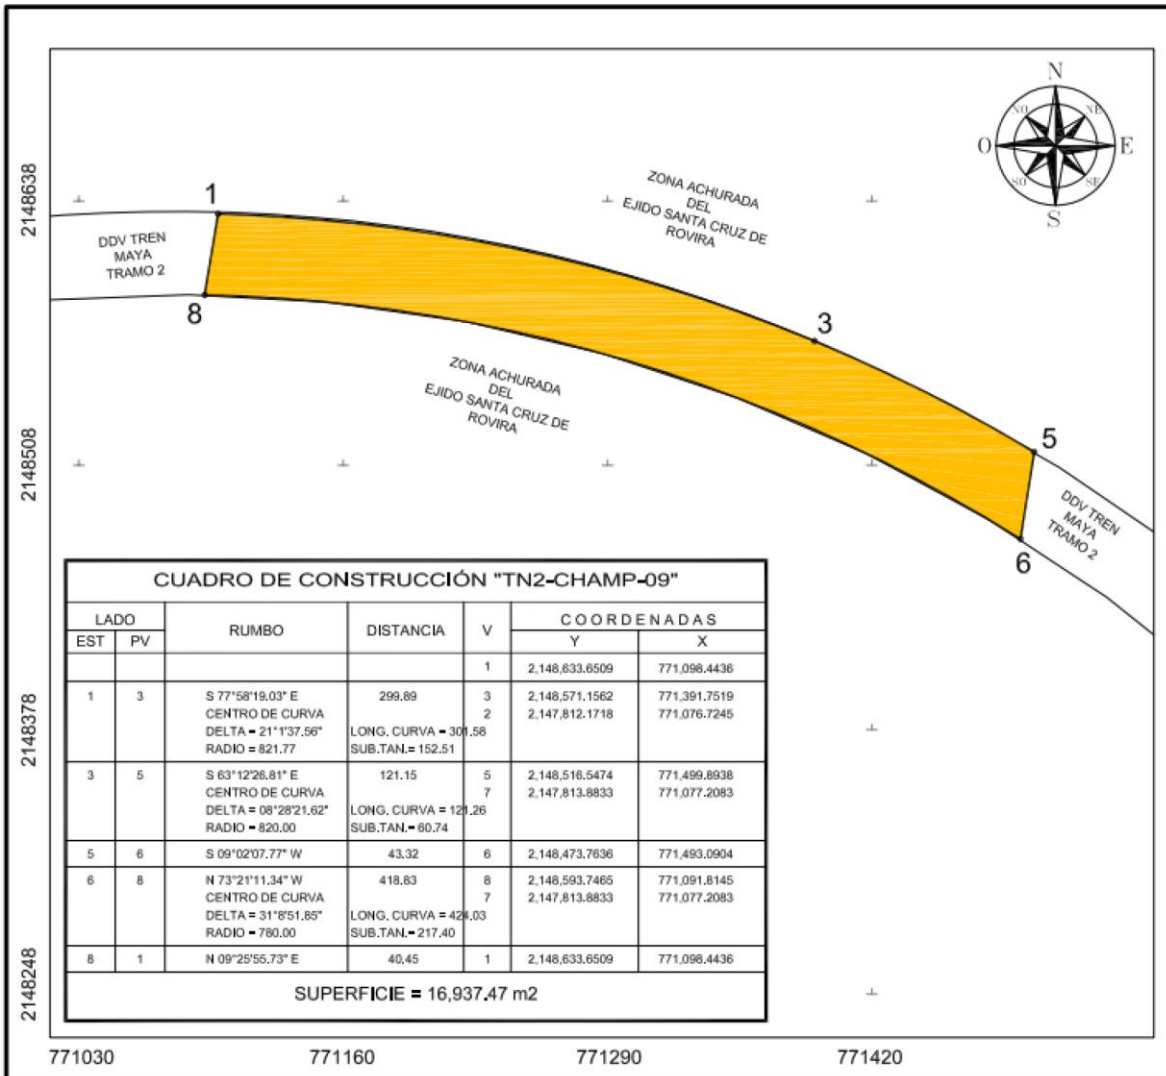 N
NO NE
O E
SO SE
S
2148638
2148508
2148378
2148248
1
ZONA ACHURADA
DEL
EJIDO SANTA CRUZ DE
ROVIRA
DDV TREN
MAYA
TRAMO 2
8
3
ZONA ACHURADA
DEL
EJIDO SANTA CRUZ DE
ROVIRA
5
DDV TREN
MAYA
TRAMO 2
6
CUADRO DE CONSTRUCCIÓN "TN2-CHAMP-09"
LADO RUMBO DISTANCIA V COORDENADAS
EST PV Y X
1 2,148,633.6509 771,098.4436
1 3 S 77°58'19.03" E 299.89 3 2,148,571.1562 771,391.7519
CENTRO DE CURVA 2 2,147,812.1718 771,076.7245
DELTA = 21°1'37.56" LONG. CURVA = 301.58
RADIO = 821.77 SUB.TAN.= 152.51
3 5 S 63°12'26.81" E 121.15 5 2,148,516.5474 771,499.8938
CENTRO DE CURVA 7 2,147,813.8833 771,077.2083
DELTA = 08°28'21.62" LONG. CURVA = 121.26
RADIO = 820.00 SUB.TAN.= 60.74
5 6 S 09°02'07.77" W 43.32 6 2,148,473.7636 771,493.0904
6 8 N 73°21'11.34" W 418.83 8 2,148,593.7465 771,091.8145
CENTRO DE CURVA 7 2,147,813.8833 771,077.2083
DELTA = 31°8'51.85" LONG. CURVA = 424.03
RADIO = 780.00 SUB.TAN.= 217.40
8 1 N 09°25'55.73" E 40.45 1 2,148,633.6509 771,098.4436
SUPERFICIE = 16,937.47 m2
771030 771160 771290 771420